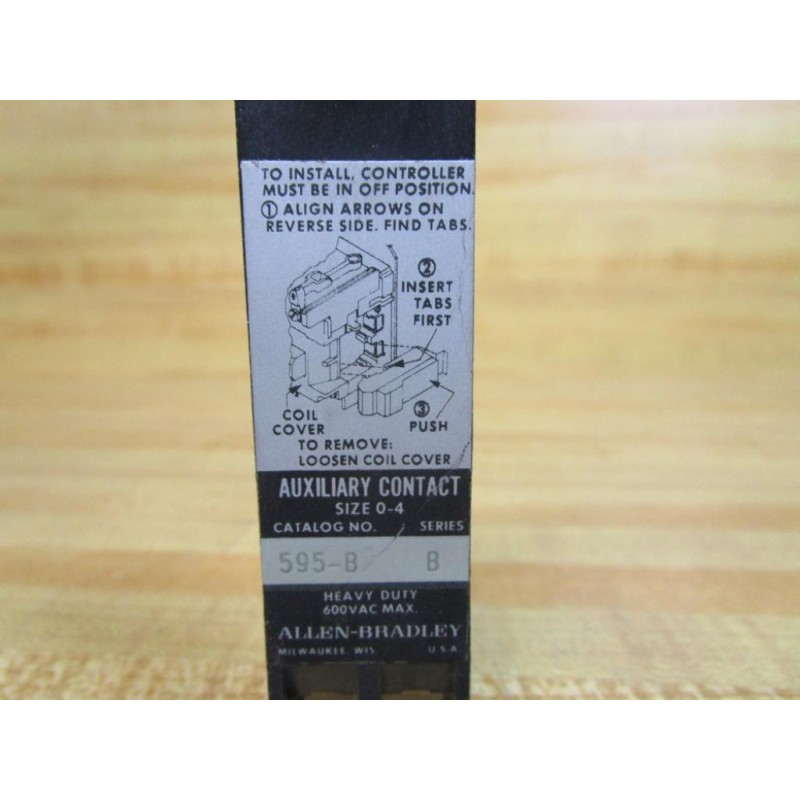 TO INSTALL, CONTROLLER
MUST BE IN OFF POSITION.
① ALIGN ARROWS ON
REVERSE SIDE. FIND TABS.
②
INSERT
TABS
FIRST
③
PUSH
COIL
COVER
TO REMOVE:
LOOSEN COIL COVER
AUXILIARY CONTACT
SIZE 0-4
CATALOG NO. SERIES
595-B B
HEAVY DUTY
600VAC MAX.
ALLEN-BRADLEY
MILWAUKEE, WIS. U.S.A.